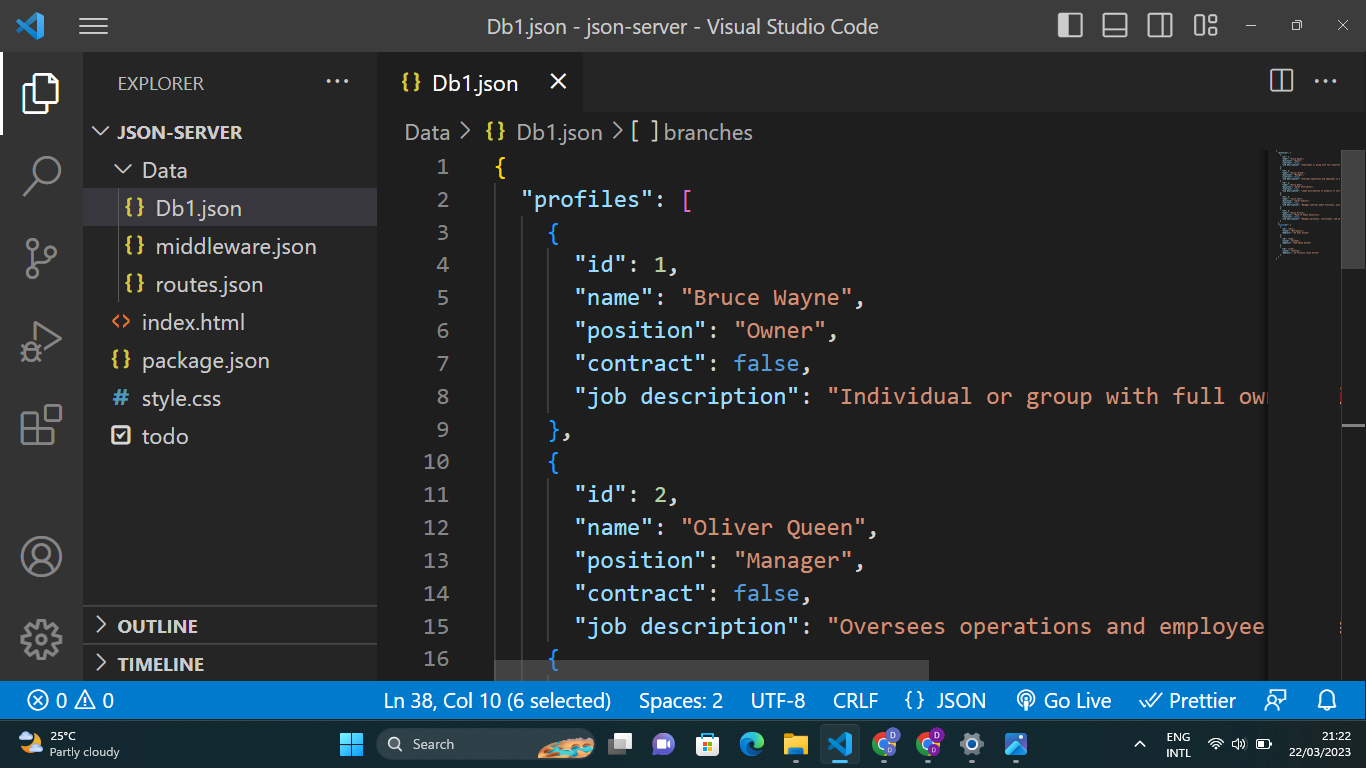 Db1.json - json-server - Visual Studio Code
EXPLORER
JSON-SERVER
Data
Db1.json
middleware.json
routes.json
index.html
package.json
style.css
todo
OUTLINE
TIMELINE
Db1.json
Data > {} Db1.json > [ ] branches
1 {
2 "profiles": [
3 {
4 "id": 1,
5 "name": "Bruce Wayne",
6 "position": "Owner",
7 "contract": false,
8 "job description": "Individual or group with full
9 },
10 {
11 "id": 2,
12 "name": "Oliver Queen",
13 "position": "Manager",
14 "contract": false,
15 "job description": "Oversees operations and employee
16 {
0 0
Ln 38, Col 10 (6 selected)
Spaces: 2
UTF-8
CRLF
{} JSON
Go Live
Prettier
25°C
Partly cloudy
Search
ENG
INTL
21:22
22/03/2023